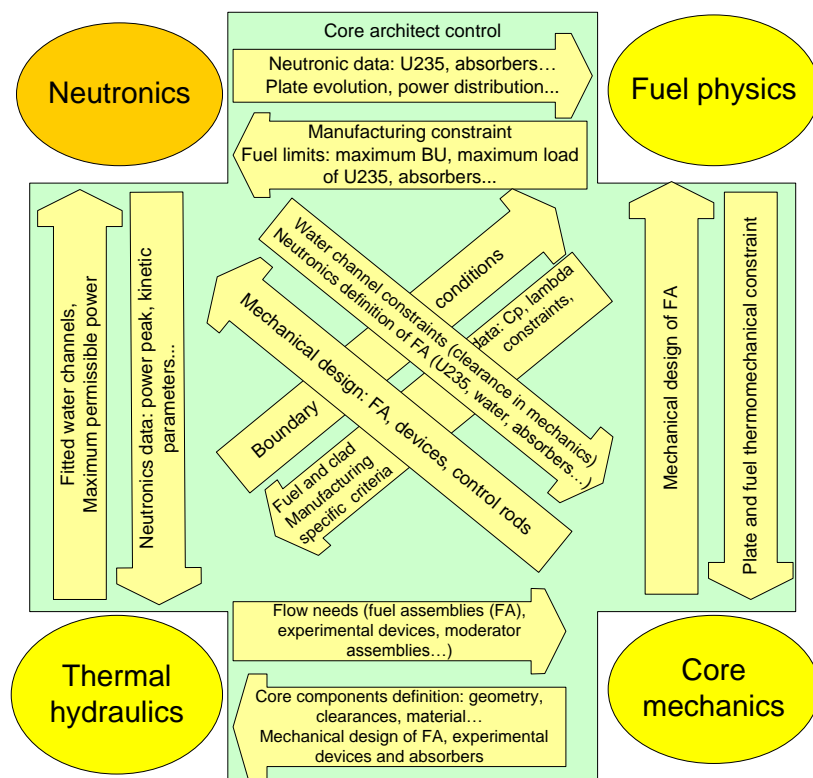 Core architect control
Neutronics
Fuel physics
Neutronic data: U235, absorbers…
Plate evolution, power distribution...
Manufacturing constraint
Fuel limits: maximum BU, maximum load
of U235, absorbers...
Fitted water channels,
Maximum permissible power
Neutronics data: power peak, kinetic
parameters...
Water channel constraints (clearance in mechanics)
Neutronics definition of FA (U235, water, absorbers…)
Mechanical design: FA, devices, control rods
Boundary
conditions
Fuel and clad
data: Cp, lambda
Manufacturing
constraints,
specific criteria
Mechanical design of FA
Plate and fuel thermomechanical constraint
Flow needs (fuel assemblies (FA),
experimental devices, moderator
assemblies…)
Core components definition: geometry,
clearances, material…
Mechanical design of FA, experimental
devices and absorbers
Thermal
hydraulics
Core
mechanics